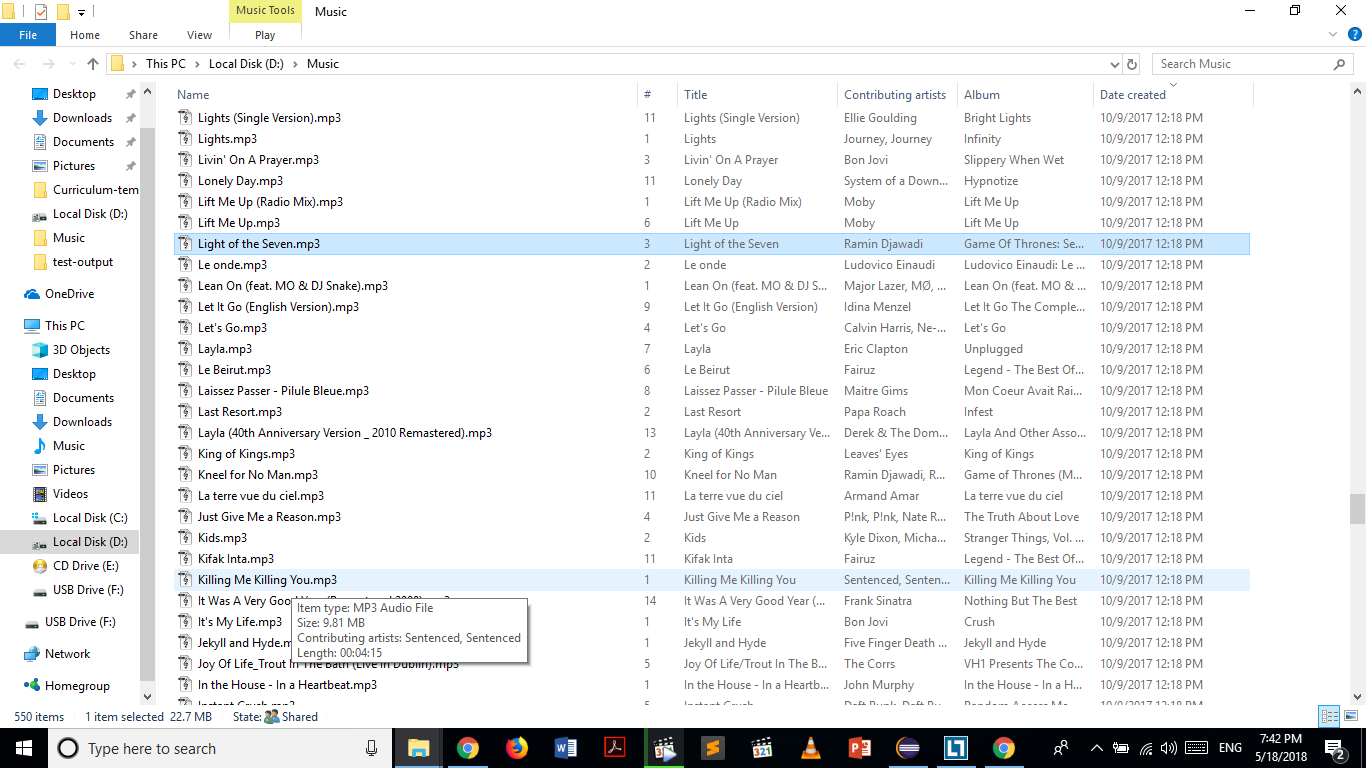 Music Tools Music
File Home Share View Play
This PC Local Disk (D:) Music
Search Music
Desktop
Downloads
Documents
Pictures
Curriculum-tem
Local Disk (D:)
Music
test-output
OneDrive
This PC
3D Objects
Desktop
Documents
Downloads
Music
Pictures
Videos
Local Disk (C:)
Local Disk (D:)
CD Drive (E:)
USB Drive (F:)
USB Drive (F:)
Network
Homegroup
Name # Title Contributing artists Album Date created
Lights (Single Version).mp3 11 Lights (Single Version) Ellie Goulding Bright Lights 10/9/2017 12:18 PM
Lights.mp3 1 Lights Journey, Journey Infinity 10/9/2017 12:18 PM
Livin' On A Prayer.mp3 3 Livin' On A Prayer Bon Jovi Slippery When Wet 10/9/2017 12:18 PM
Lonely Day.mp3 11 Lonely Day System of a Down... Hypnotize 10/9/2017 12:18 PM
Lift Me Up (Radio Mix).mp3 1 Lift Me Up (Radio Mix) Moby Lift Me Up 10/9/2017 12:18 PM
Lift Me Up.mp3 6 Lift Me Up Moby Lift Me Up 10/9/2017 12:18 PM
Light of the Seven.mp3 3 Light of the Seven Ramin Djawadi Game Of Thrones: Se... 10/9/2017 12:18 PM
Le onde.mp3 2 Le onde Ludovico Einaudi Ludovico Einaudi: Le ... 10/9/2017 12:18 PM
Lean On (feat. MO & DJ Snake).mp3 1 Lean On (feat. MO & DJ S... Major Lazer, MØ, ... Lean On (feat. MO & ... 10/9/2017 12:18 PM
Let It Go (English Version).mp3 9 Let It Go (English Version) Idina Menzel Let It Go The Comple... 10/9/2017 12:18 PM
Let's Go.mp3 4 Let's Go Calvin Harris, Ne-... Let's Go 10/9/2017 12:18 PM
Layla.mp3 7 Layla Eric Clapton Unplugged 10/9/2017 12:18 PM
Le Beirut.mp3 6 Le Beirut Fairuz Legend - The Best Of... 10/9/2017 12:18 PM
Laissez Passer - Pilule Bleue.mp3 8 Laissez Passer - Pilule Bleue Maitre Gims Mon Coeur Avait Rai... 10/9/2017 12:18 PM
Last Resort.mp3 2 Last Resort Papa Roach Infest 10/9/2017 12:18 PM
Layla (40th Anniversary Version _ 2010 Remastered).mp3 13 Layla (40th Anniversary Ve... Derek & The Dom... Layla And Other Asso... 10/9/2017 12:18 PM
King of Kings.mp3 2 King of Kings Leaves' Eyes King of Kings 10/9/2017 12:18 PM
Kneel for No Man.mp3 10 Kneel for No Man Ramin Djawadi, R... Game of Thrones (M... 10/9/2017 12:18 PM
La terre vue du ciel.mp3 11 La terre vue du ciel Armand Amar La terre vue du ciel 10/9/2017 12:18 PM
Just Give Me a Reason.mp3 4 Just Give Me a Reason P!nk, P!nk, Nate R... The Truth About Love 10/9/2017 12:18 PM
Kids.mp3 2 Kids Kyle Dixon, Micha... Stranger Things, Vol. ... 10/9/2017 12:18 PM
Kifak Inta.mp3 11 Kifak Inta Fairuz Legend - The Best Of... 10/9/2017 12:18 PM
Killing Me Killing You.mp3 1 Killing Me Killing You Sentenced, Senten... Killing Me Killing You 10/9/2017 12:18 PM
It Was A Very Goo 14 It Was A Very Good Year (... Frank Sinatra Nothing But The Best 10/9/2017 12:18 PM
It's My Life.mp3 1 It's My Life Bon Jovi Crush 10/9/2017 12:18 PM
Jekyll and Hyde.m 1 Jekyll and Hyde Five Finger Death ... Jekyll and Hyde 10/9/2017 12:18 PM
Joy Of Life_Trout In The Bath (Live In Dublin).mp3 5 Joy Of Life/Trout In The B... The Corrs VH1 Presents The Co... 10/9/2017 12:18 PM
In the House - In a Heartbeat.mp3 1 In the House - In a Heartb... John Murphy In the House - In a H... 10/9/2017 12:18 PM
Item type: MP3 Audio File
Size: 9.81 MB
Contributing artists: Sentenced, Sentenced
Length: 00:04:15
550 items 1 item selected 22.7 MB State: Shared
Type here to search
321
ENG
7:42 PM
5/18/2018
2